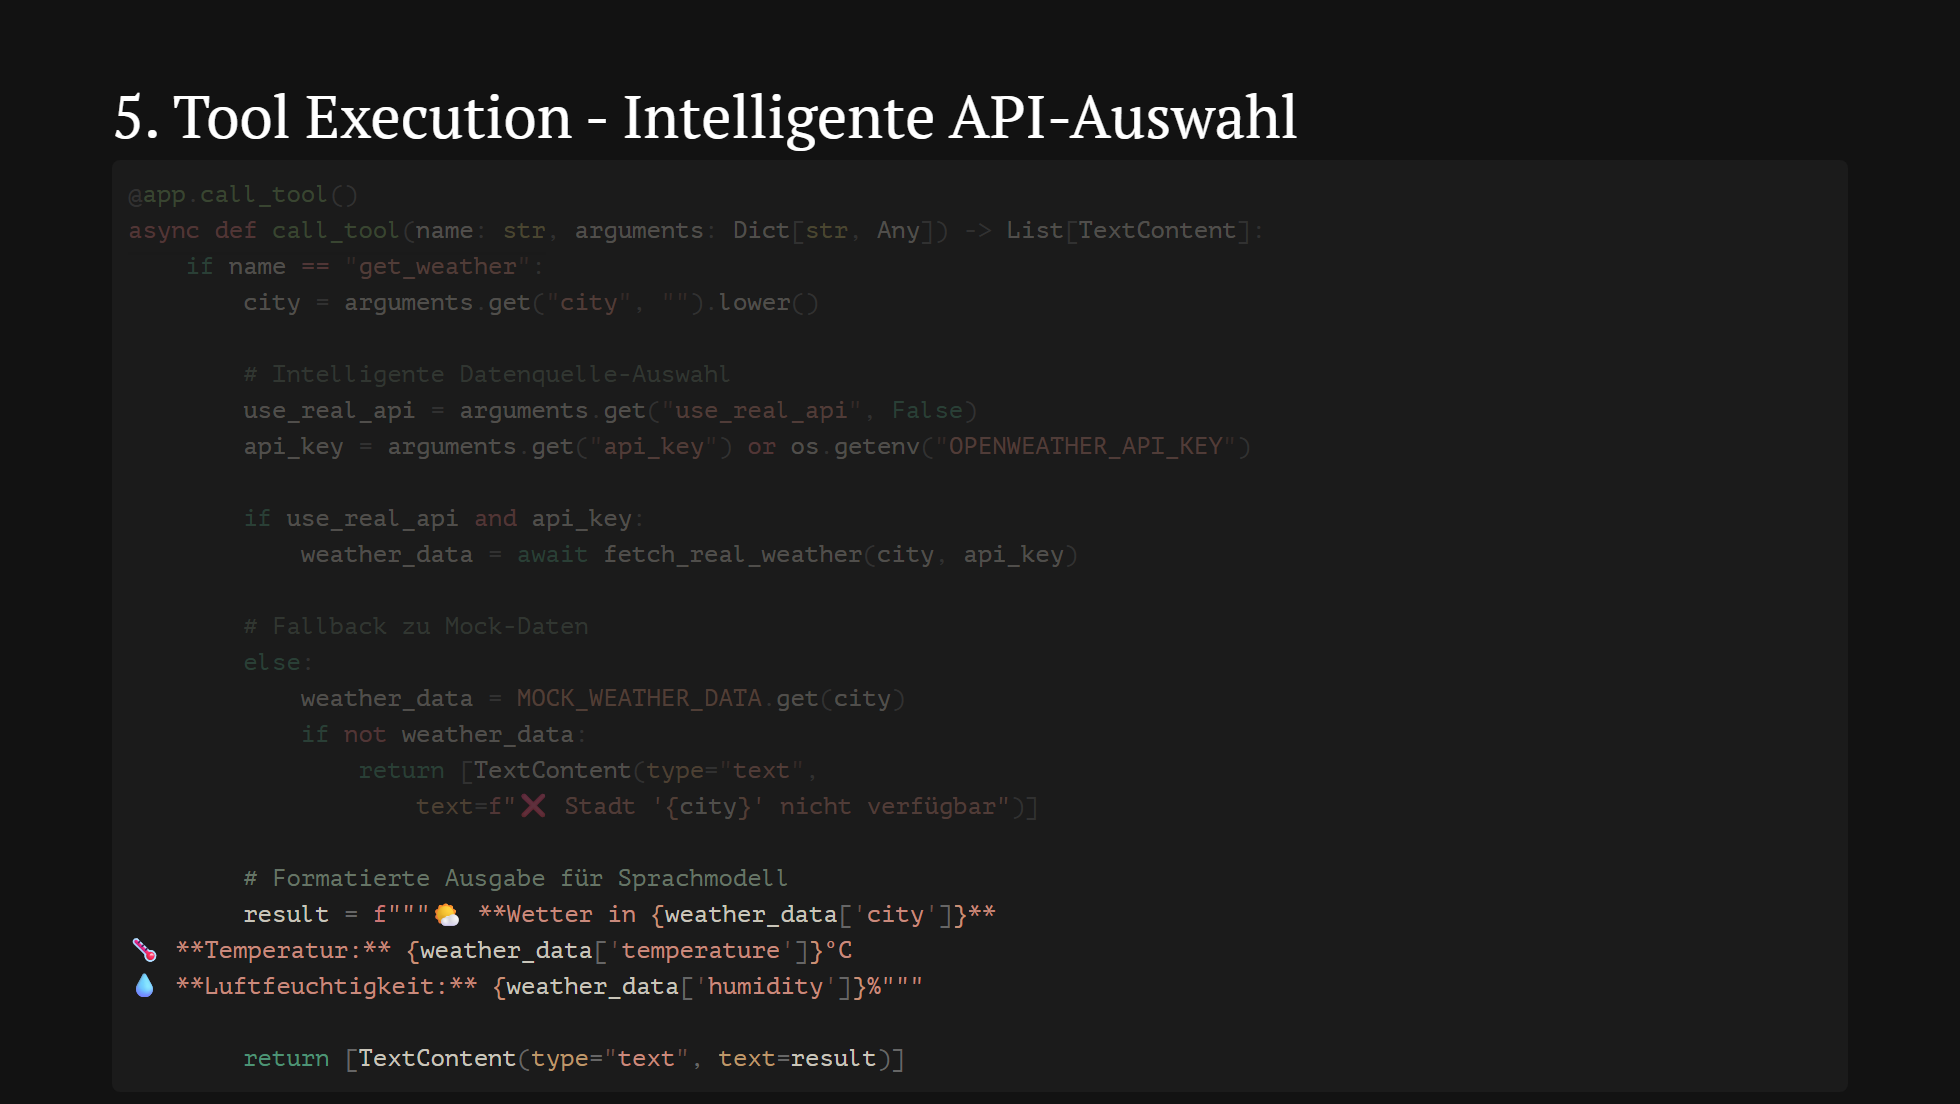 5. Tool Execution - Intelligente API-Auswahl
@app.call_tool()
async def call_tool(name: str, arguments: Dict[str, Any]) -> List[TextContent]:
    if name == "get_weather":
        city = arguments.get("city", "").lower()
        # Intelligente Datenquelle-Auswahl
        use_real_api = arguments.get("use_real_api", False)
        api_key = arguments.get("api_key") or os.getenv("OPENWEATHER_API_KEY")
        if use_real_api and api_key:
            weather_data = await fetch_real_weather(city, api_key)
        # Fallback zu Mock-Daten
        else:
            weather_data = MOCK_WEATHER_DATA.get(city)
            if not weather_data:
                return [TextContent(type="text",
                    text=f"❌ Stadt '{city}' nicht verfügbar")]
        # Formatierte Ausgabe für Sprachmodell
        result = f"""🌤️ **Wetter in {weather_data['city']}**
🌡️ **Temperatur:** {weather_data['temperature']}°C
💧 **Luftfeuchtigkeit:** {weather_data['humidity']}%"""
        return [TextContent(type="text", text=result)]